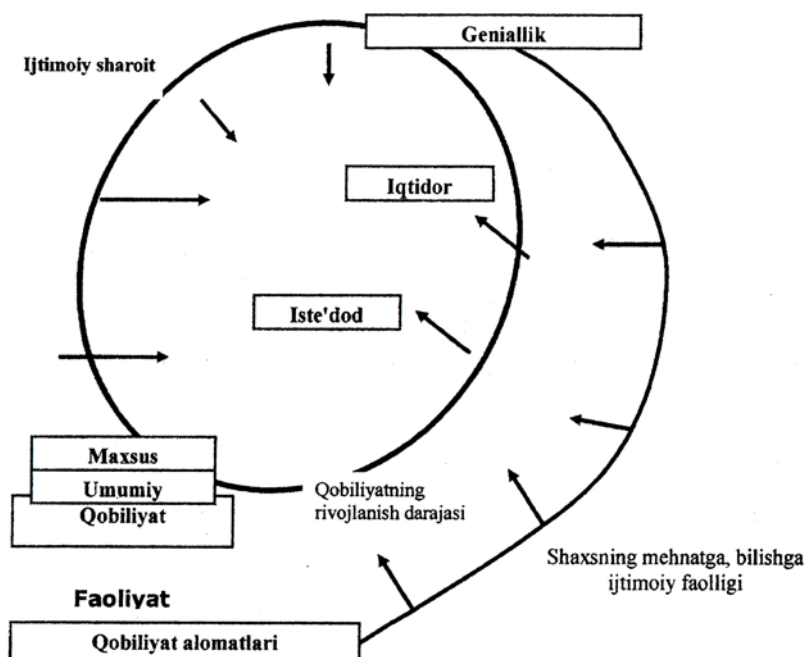 Geniallik
Ijtimoiy sharoit
Iqtidor
Iste'dod
Maxsus
Umumiy
Qobiliyat
Qobiliyatning
rivojlanish darajasi
Shaxsning mehnatga, bilishga
ijtimoiy faolligi
Faoliyat
Qobiliyat alomatlari